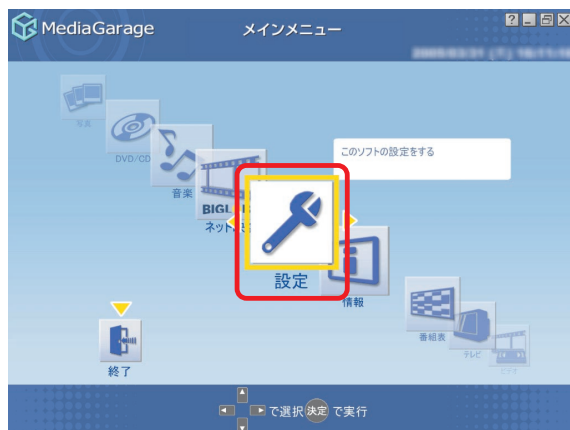 MediaGarage
メインメニュー
写真
DVD/CD
音楽
BIGL
ネット
設定
このソフトの設定をする
情報
番組表
テレビ
ビデオ
終了
で選択 決定 で実行